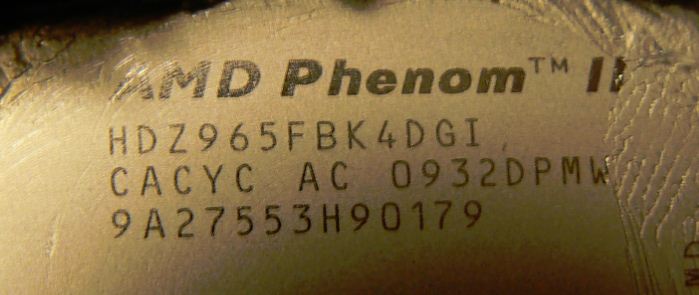 AMD Phenom™ II
HDZ965FBK4DGI
CACYC AC 0932DPMW
9A27553H90179